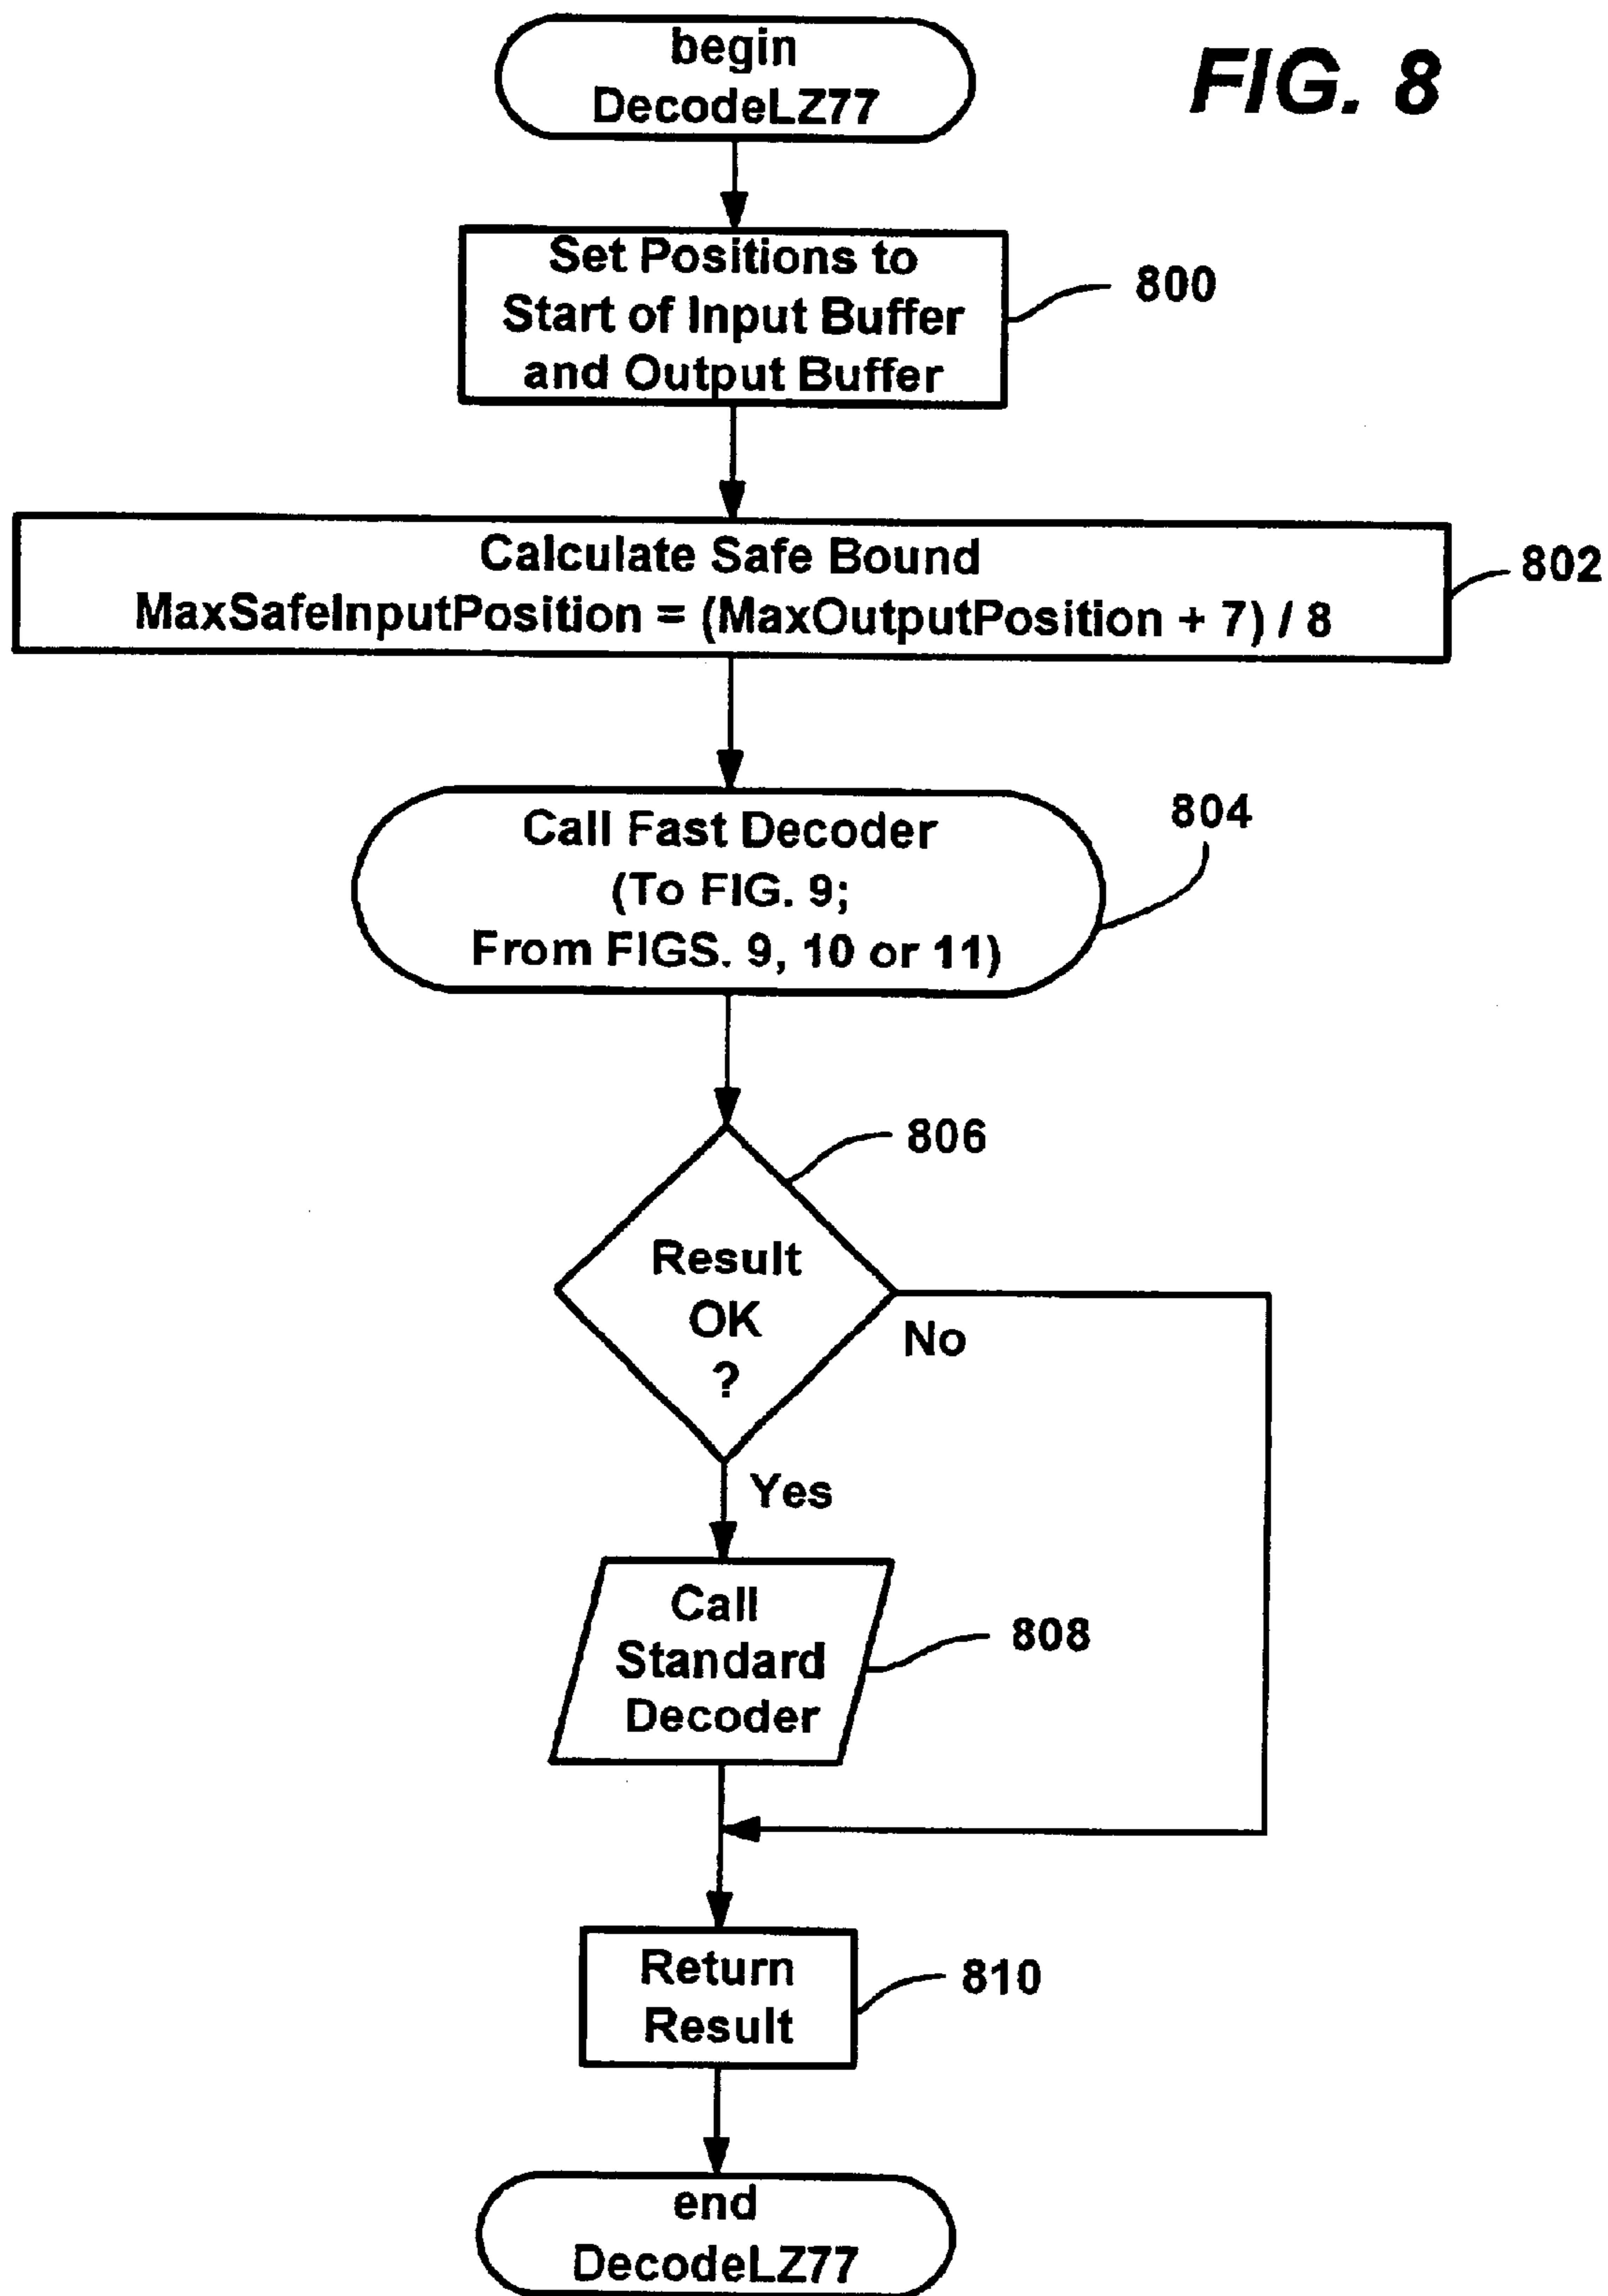 begin
DecodeLZ77
FIG. 8
Set Positions to
Start of Input Buffer
and Output Buffer
800
Calculate Safe Bound
MaxSafeInputPosition = (MaxOutputPosition + 7) / 8
802
Call Fast Decoder
(To FIG. 9;
From FIGS. 9, 10 or 11)
804
806
Result
OK
?
No
Yes
Call
Standard
Decoder
808
Return
Result
810
end
DecodeLZ77